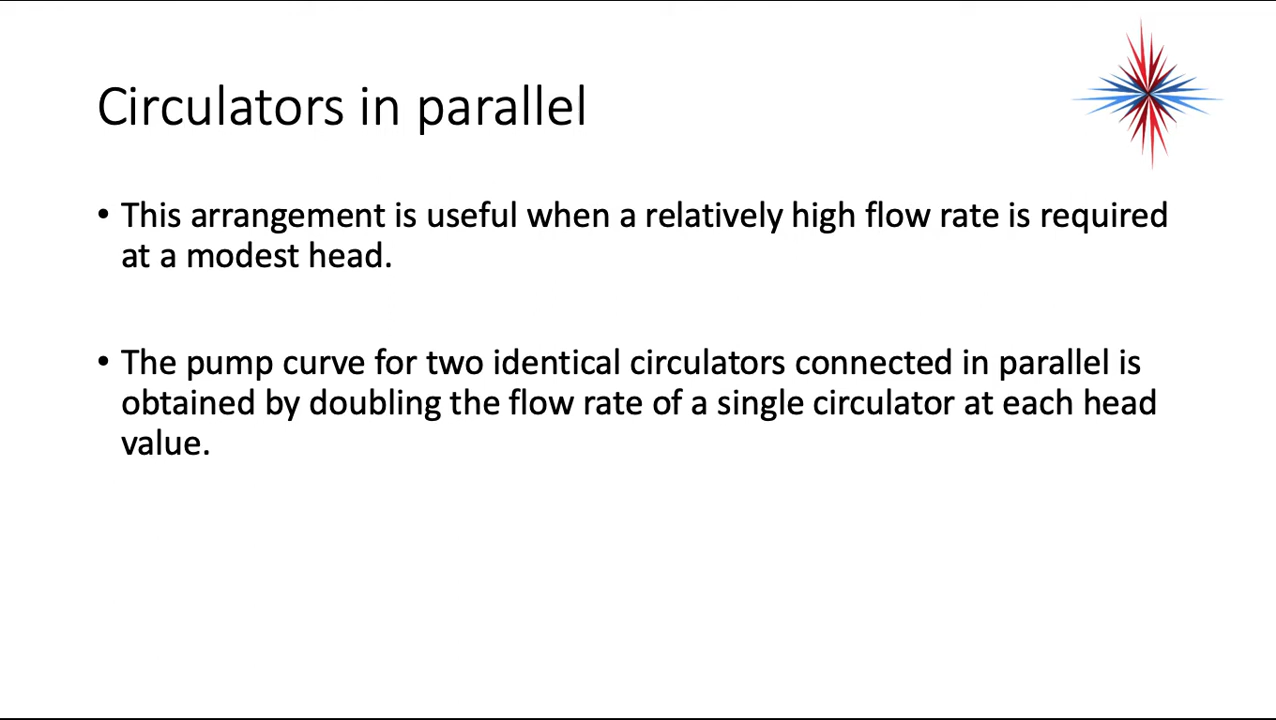 Circulators in parallel
• This arrangement is useful when a relatively high flow rate is required
at a modest head.
• The pump curve for two identical circulators connected in parallel is
obtained by doubling the flow rate of a single circulator at each head
value.